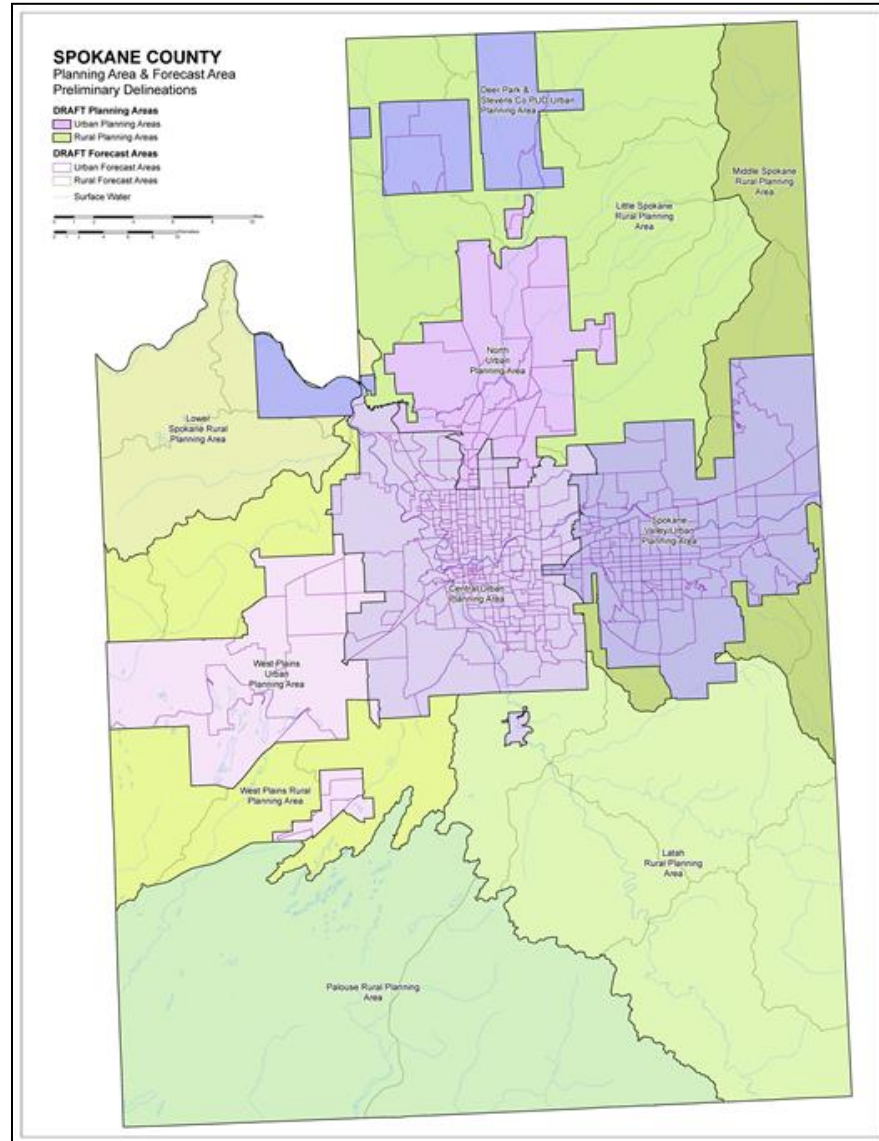 SPOKANE COUNTY
Planning Area & Forecast Area
Preliminary Delineations
DRAFT Planning Areas
Urban Planning Areas
Rural Planning Areas
DRAFT Forecast Areas
Urban Forecast Areas
Rural Forecast Areas
Surface Water
Deer Park &
Stevens Co PUD Urban
Planning Area
Middle Spokane
Rural Planning
Area
Little Spokane
Rural Planning
Area
North
Urban
Planning Area
Lower
Spokane Rural
Planning Area
Spokane
Valley Urban
Planning Area
Central Urban
Planning Area
West Plains
Urban
Planning Area
West Plains Rural
Planning Area
Latah
Rural Planning
Area
Palouse Rural Planning
Area